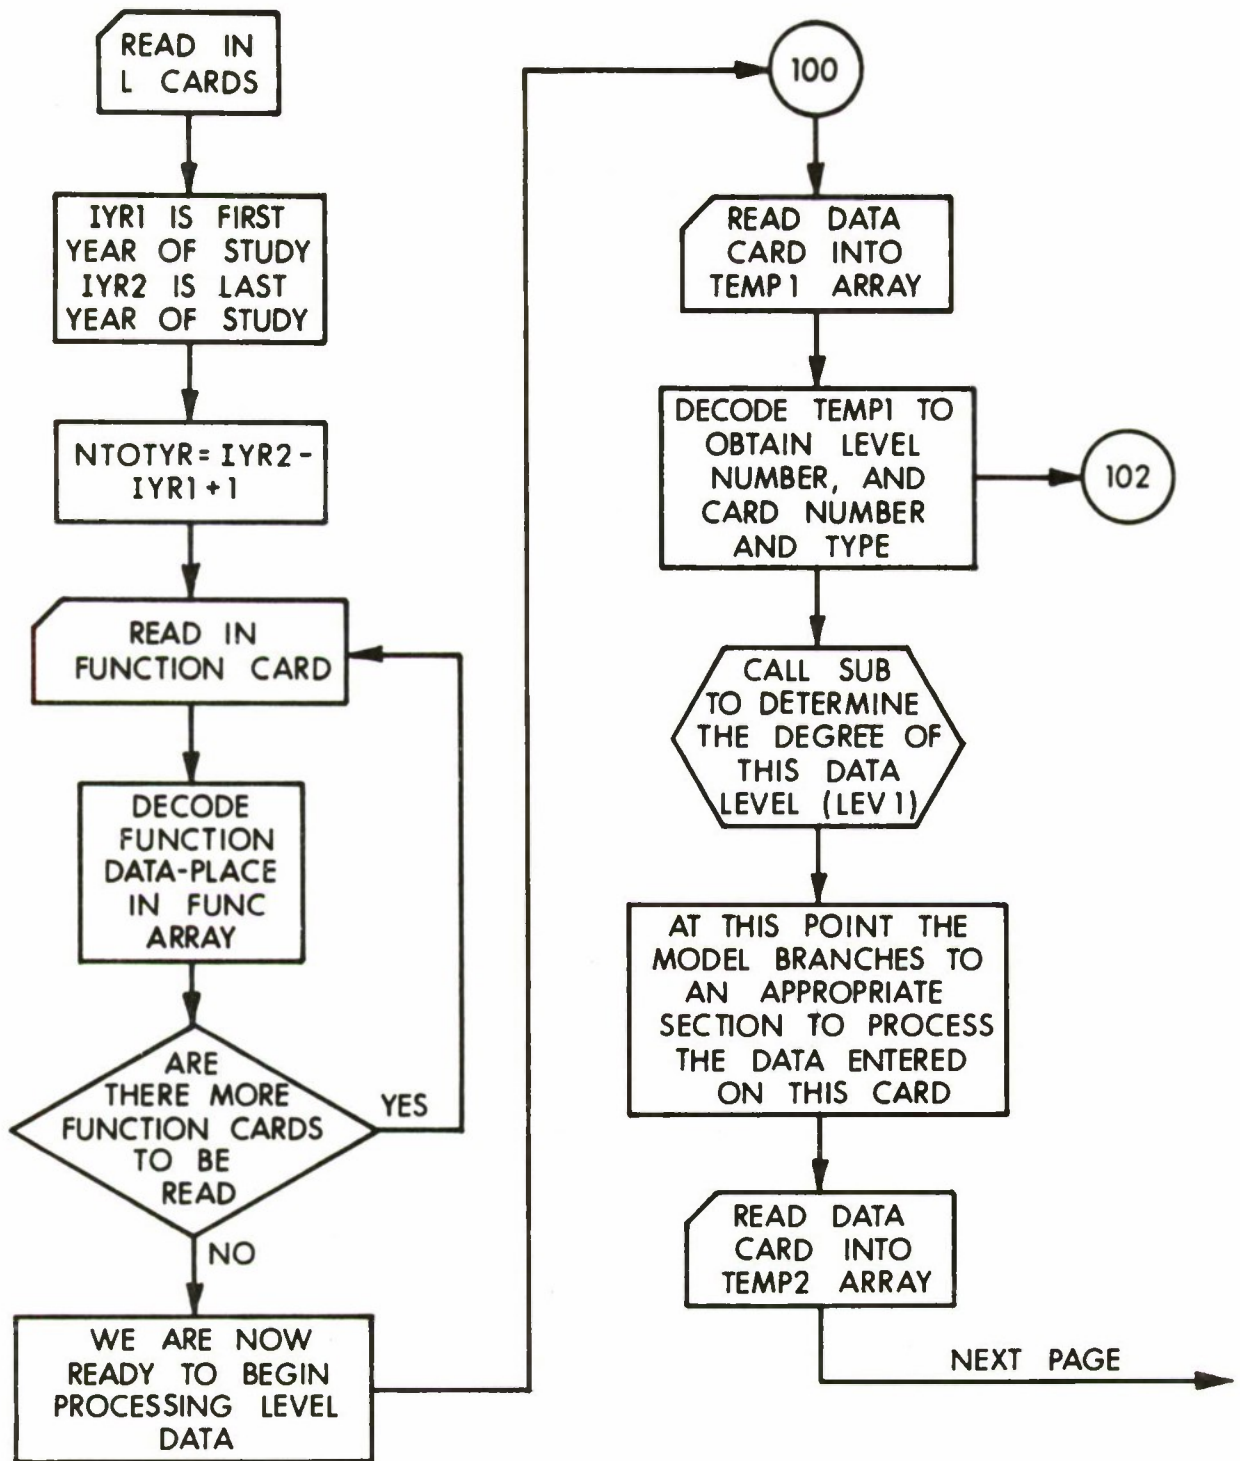 READ IN
L CARDS
IYR1 IS FIRST
YEAR OF STUDY
IYR2 IS LAST
YEAR OF STUDY
NTOTYR = IYR2 -
IYR1 + 1
READ IN
FUNCTION CARD
DECODE
FUNCTION
DATA-PLACE
IN FUNC
ARRAY
ARE
THERE MORE
FUNCTION CARDS
TO BE
READ
YES
NO
WE ARE NOW
READY TO BEGIN
PROCESSING LEVEL
DATA
100
READ DATA
CARD INTO
TEMP1 ARRAY
DECODE TEMP1 TO
OBTAIN LEVEL
NUMBER, AND
CARD NUMBER
AND TYPE
102
CALL SUB
TO DETERMINE
THE DEGREE OF
THIS DATA
LEVEL (LEV1)
AT THIS POINT THE
MODEL BRANCHES TO
AN APPROPRIATE
SECTION TO PROCESS
THE DATA ENTERED
ON THIS CARD
READ DATA
CARD INTO
TEMP2 ARRAY
NEXT PAGE